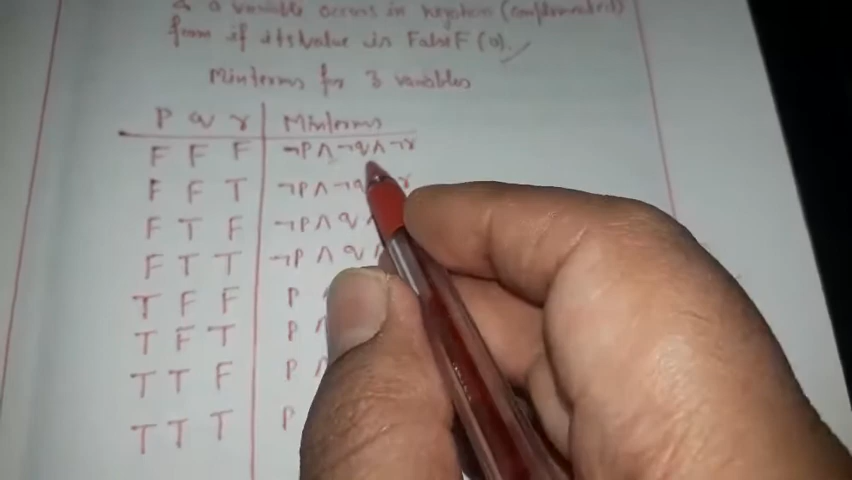 & a variable occurs in negation (complemented)
form if its value is False F(0).
Minterms for 3 variables
P q r Minterms
F F F ¬P∧¬q∧¬r
F F T ¬P∧¬q r
F T F ¬P∧q∧
F T T ¬P∧q∧
T F F P
T F T P ∧
T T F P ∧
T T T P